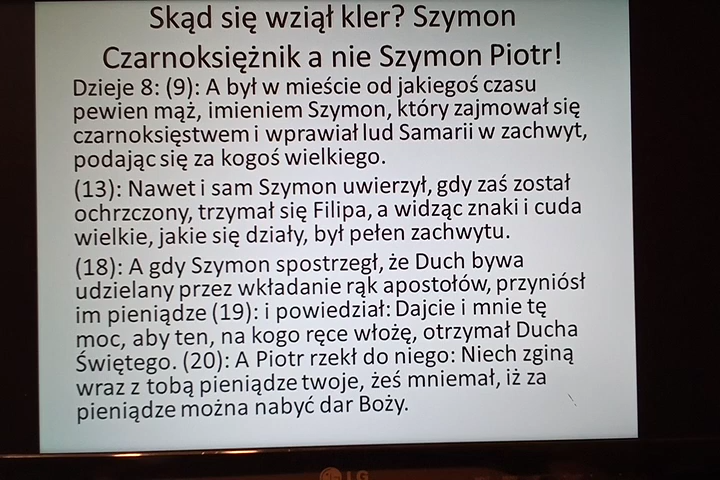 Skąd się wziął kler? Szymon
Czarnoksiężnik a nie Szymon Piotr!
Dzieje 8: (9): A był w mieście od jakiegoś czasu
pewien mąż, imieniem Szymon, który zajmował się
czarnoksięstwem i wprawiał lud Samarii w zachwyt,
podając się za kogoś wielkiego.
(13): Nawet i sam Szymon uwierzył, gdy zaś został
ochrzczony, trzymał się Filipa, a widząc znaki i cuda
wielkie, jakie się działy, był pełen zachwytu.
(18): A gdy Szymon spostrzegł, że Duch bywa
udzielany przez wkładanie rąk apostołów, przyniósł
im pieniądze (19): i powiedział: Dajcie i mnie tę
moc, aby ten, na kogo ręce włożę, otrzymał Ducha
Świętego. (20): A Piotr rzekł do niego: Niech zginą
wraz z tobą pieniądze twoje, żeś mniemał, iż za
pieniądze można nabyć dar Boży.
LG